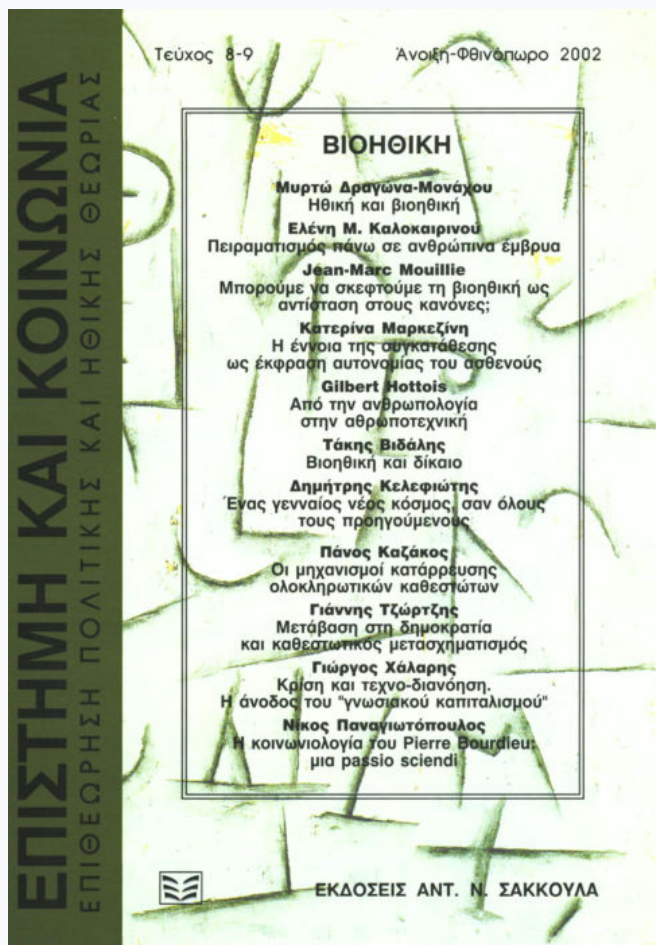 ΕΠΙΣΤΗΜΗ ΚΑΙ ΚΟΙΝΩΝΙΑ
ΕΠΙΘΕΩΡΗΣΗ ΠΟΛΙΤΙΚΗΣ ΚΑΙ ΗΘΙΚΗΣ ΘΕΩΡΙΑΣ
Τεύχος 8-9
Άνοιξη-Φθινόπωρο 2002
ΒΙΟΗΘΙΚΗ
Μυρτώ Δραγώνα-Μονάχου
Ηθική και βιοηθική
Ελένη Μ. Καλοκαιρινού
Πειραματισμός πάνω σε ανθρώπινα έμβρυα
Jean-Marc Mouillie
Μπορούμε να σκεφτούμε τη βιοηθική ως
αντίσταση στους κανόνες;
Κατερίνα Μαρκεζίνη
Η έννοια της συγκατάθεσης
ως έκφραση αυτονομίας του ασθενούς
Gilbert Hottois
Από την ανθρωπολογία
στην αθρωποτεχνική
Τάκης Βιδάλης
Βιοηθική και δίκαιο
Δημήτρης Κελεφιώτης
Ένας γενναίος νέος κόσμος, σαν όλους
τους προηγούμενους
Πάνος Καζάκος
Οι μηχανισμοί κατάρρευσης
ολοκληρωτικών καθεστώτων
Γιάννης Τζώρτζης
Μετάβαση στη δημοκρατία
και καθεστωτικός μετασχηματισμός
Γιώργος Χάλαρης
Κρίση και τεχνο-διανόηση.
Η άνοδος του "γνωσιακού καπιταλισμού"
Νίκος Παναγιωτόπουλος
Η κοινωνιολογία του Pierre Bourdieu:
μια passio sciendi
ΕΚΔΟΣΕΙΣ ΑΝΤ. Ν. ΣΑΚΚΟΥΛΑ